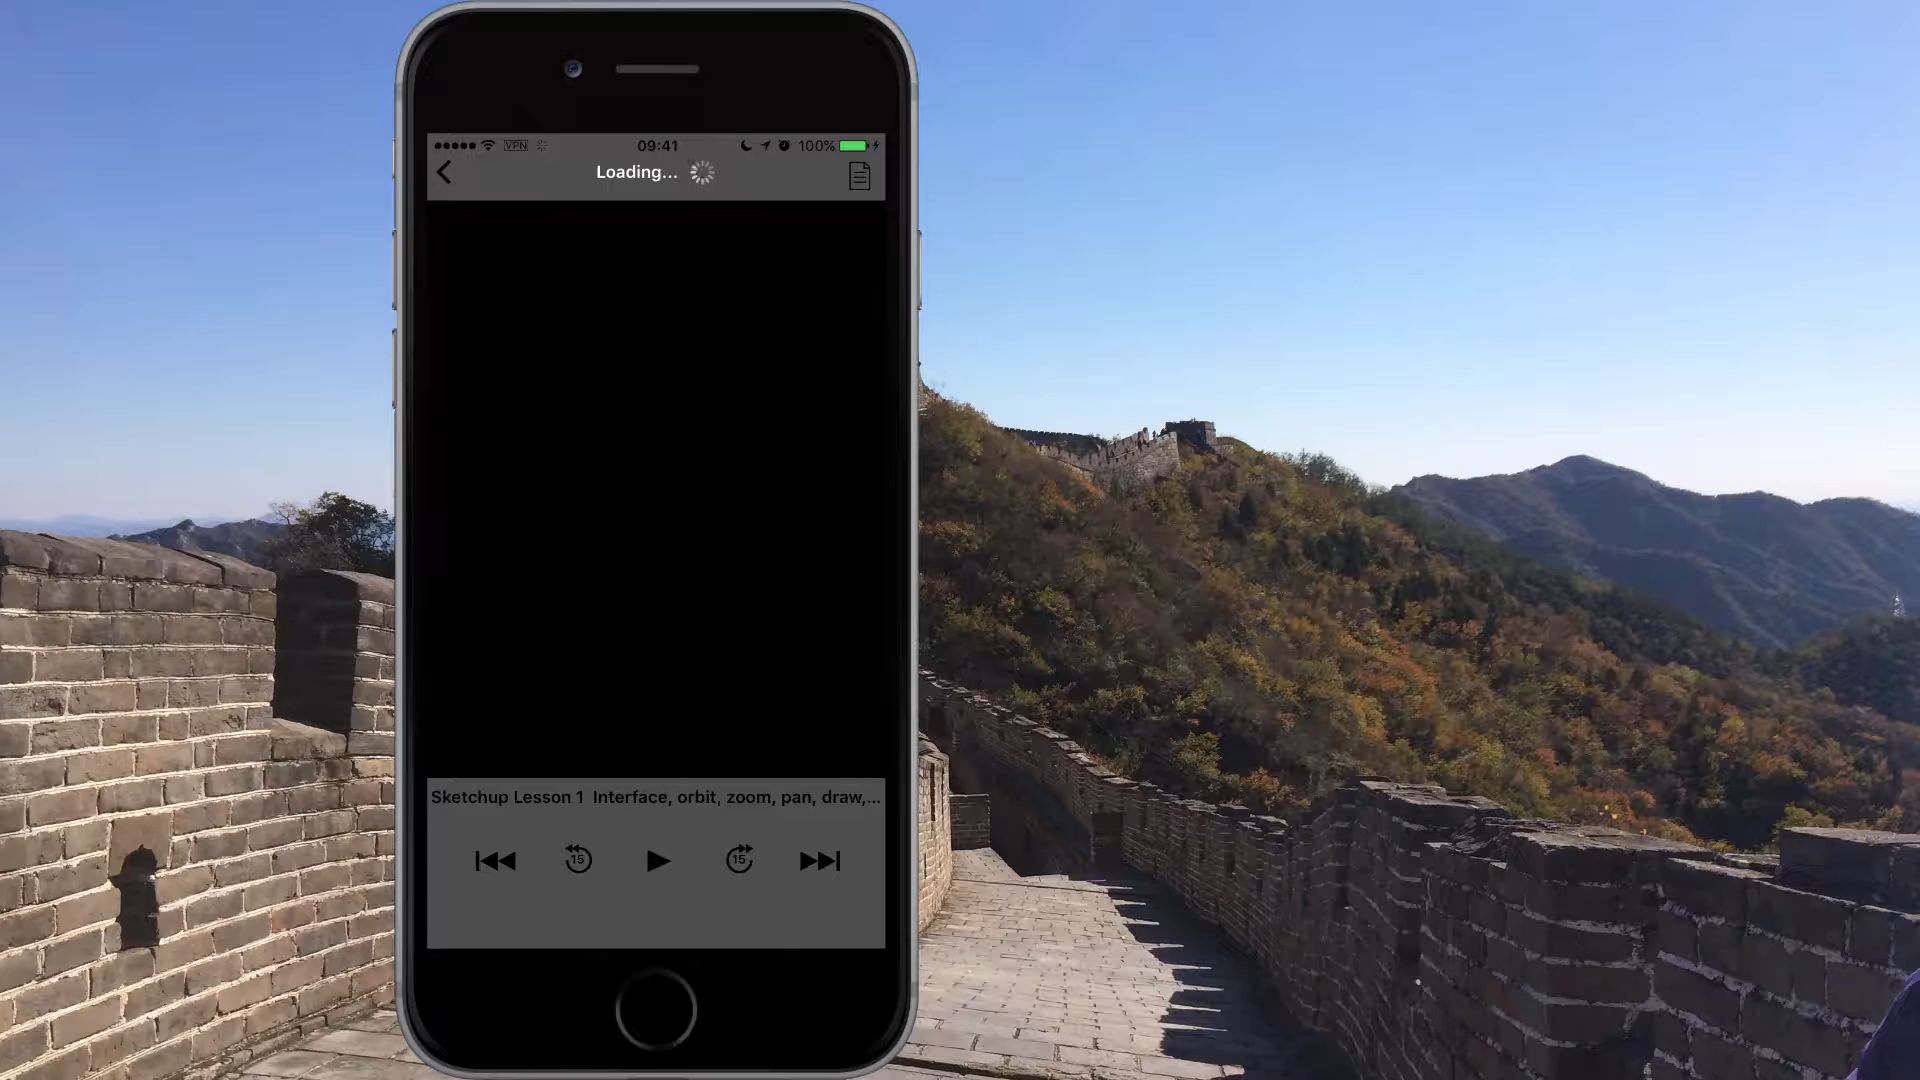 VPN 09:41 100%
Loading...
Sketchup Lesson 1 Interface, orbit, zoom, pan, draw,...
15 15